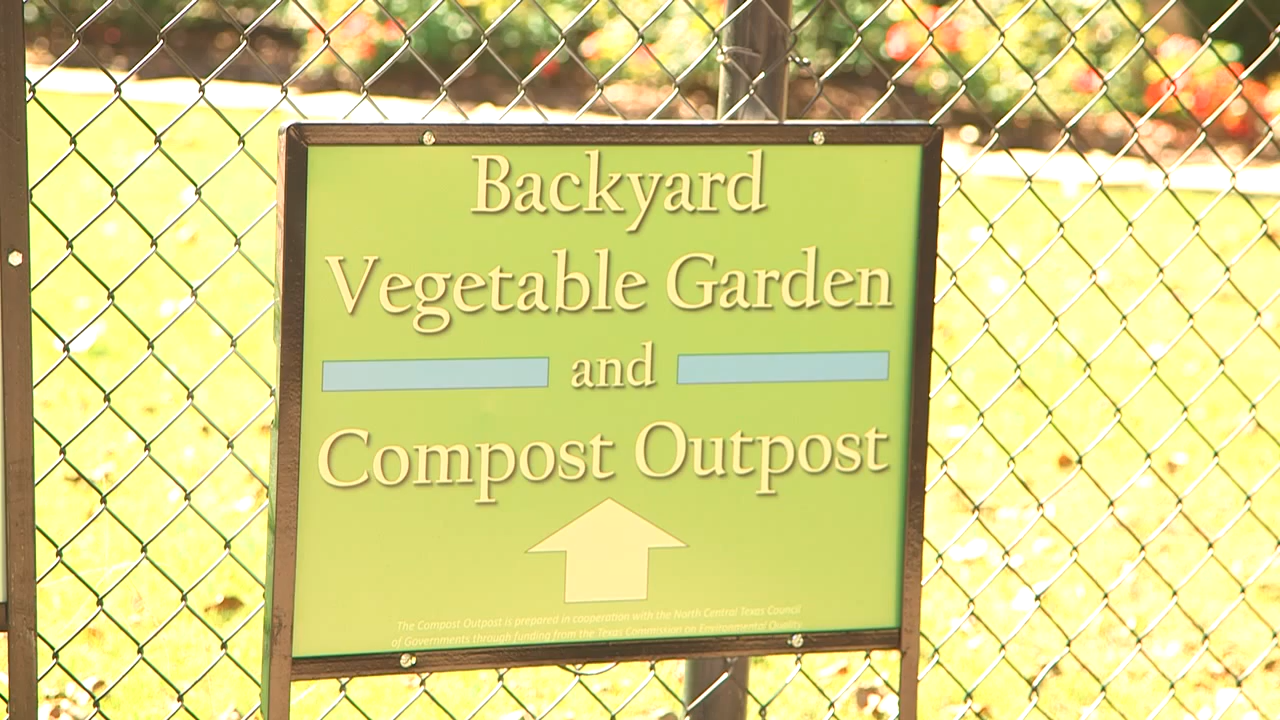 Backyard
Vegetable Garden
and
Compost Outpost
The Compost Outpost is prepared in cooperation with the North Central Texas Council
of Governments through funding from the Texas Commission on Environmental Quality